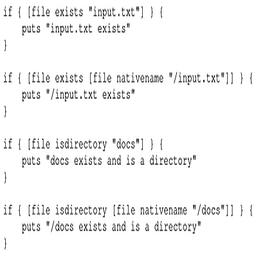 if { [file exists "input.txt"] } {
    puts "input.txt exists"
}

if { [file exists [file nativename "/input.txt"]] } {
    puts "/input.txt exists"
}

if { [file isdirectory "docs"] } {
    puts "docs exists and is a directory"
}

if { [file isdirectory [file nativename "/docs"]] } {
    puts "/docs exists and is a directory"
}